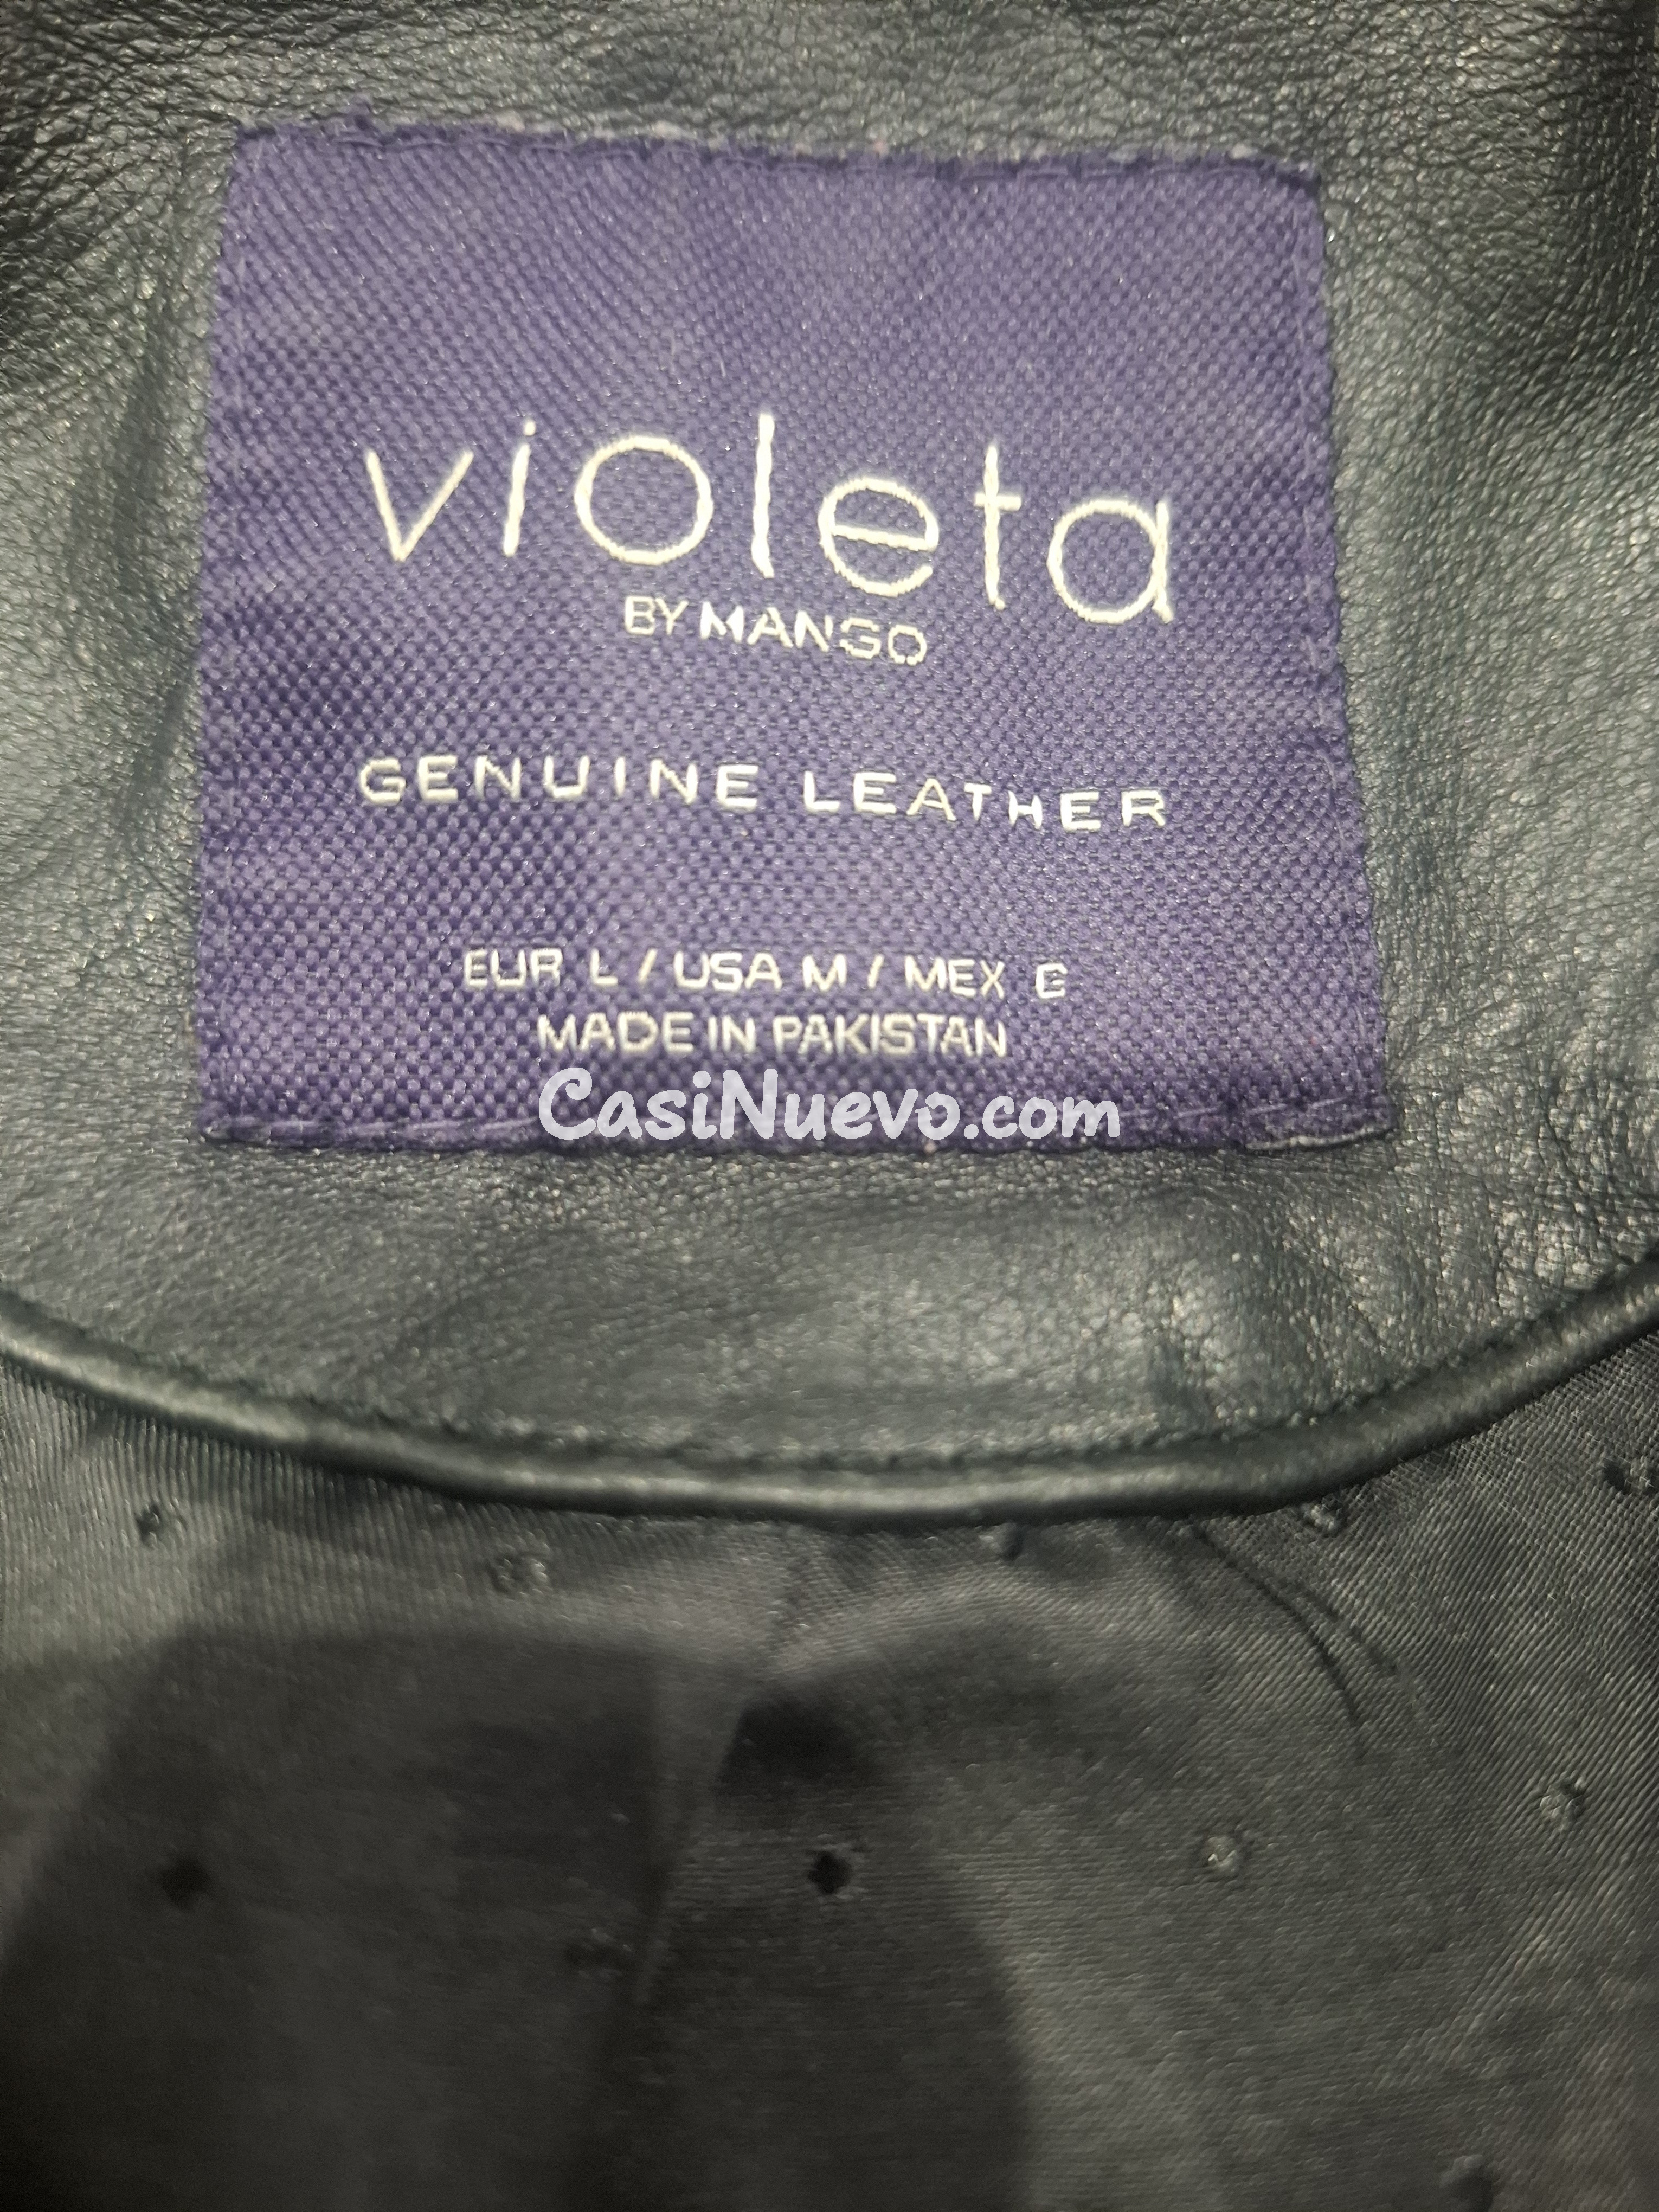 violeta
BY MANGO
GENUINE LEATHER
EUR L / USA M / MEX G
MADE IN PAKISTAN
CasiNuevo.com